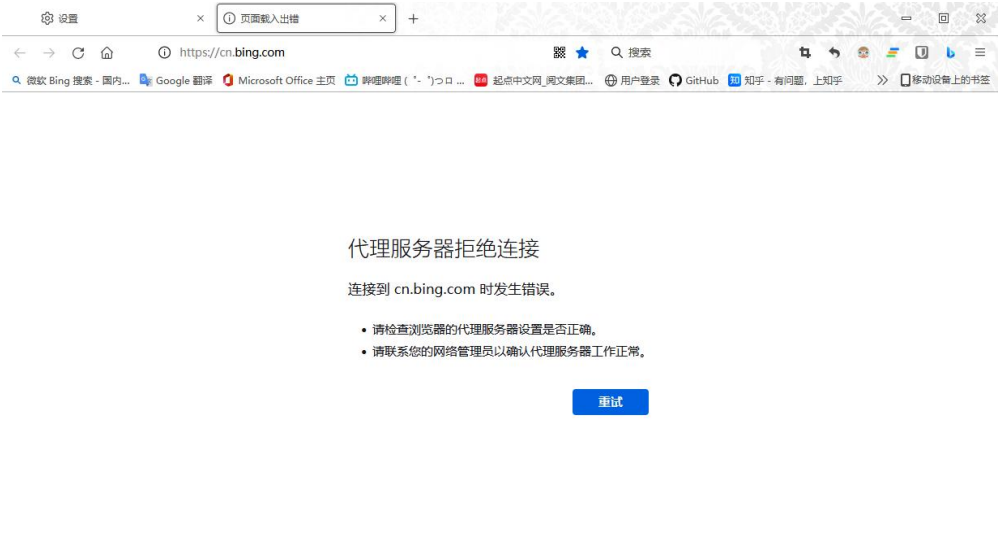 设置
页面载入出错
https://cn.bing.com
搜索
微软 Bing 搜索 - 国内...
Google 翻译
Microsoft Office 主页
哔哩哔哩 ( ゜- ゜)つロ ...
起点中文网_阅文集团...
用户登录
GitHub
知乎 - 有问题，上知乎
移动设备上的书签
代理服务器拒绝连接
连接到 cn.bing.com 时发生错误。
• 请检查浏览器的代理服务器设置是否正确。
• 请联系您的网络管理员以确认代理服务器工作正常。
重试